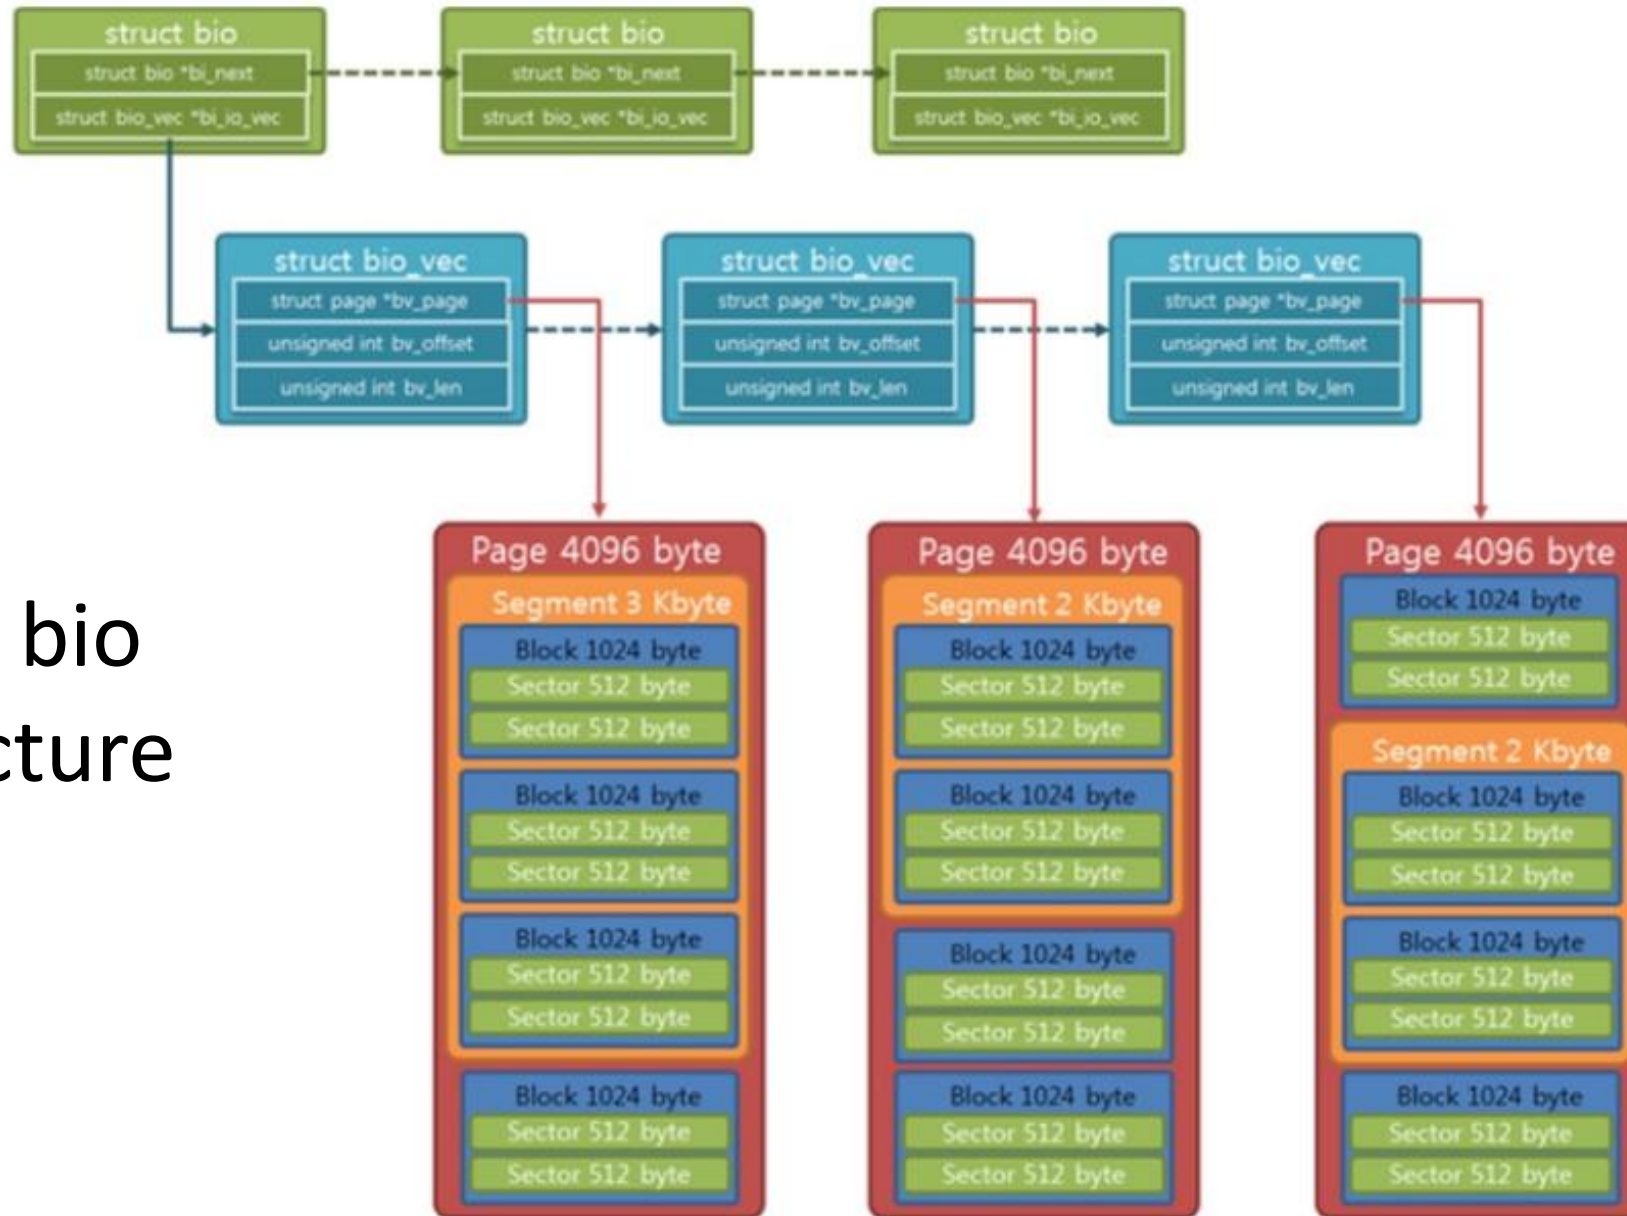 struct bio
struct bio *bi_next
struct bio_vec *bi_io_vec
struct bio
struct bio *bi_next
struct bio_vec *bi_io_vec
struct bio
struct bio *bi_next
struct bio_vec *bi_io_vec
struct bio_vec
struct page *bv_page
unsigned int bv_offset
unsigned int bv_len
struct bio_vec
struct page *bv_page
unsigned int bv_offset
unsigned int bv_len
struct bio_vec
struct page *bv_page
unsigned int bv_offset
unsigned int bv_len
bio
cture
Page 4096 byte
Segment 3 Kbyte
Block 1024 byte
Sector 512 byte
Sector 512 byte
Block 1024 byte
Sector 512 byte
Sector 512 byte
Block 1024 byte
Sector 512 byte
Sector 512 byte
Block 1024 byte
Sector 512 byte
Sector 512 byte
Page 4096 byte
Segment 2 Kbyte
Block 1024 byte
Sector 512 byte
Sector 512 byte
Block 1024 byte
Sector 512 byte
Sector 512 byte
Block 1024 byte
Sector 512 byte
Sector 512 byte
Block 1024 byte
Sector 512 byte
Sector 512 byte
Page 4096 byte
Block 1024 byte
Sector 512 byte
Sector 512 byte
Segment 2 Kbyte
Block 1024 byte
Sector 512 byte
Sector 512 byte
Block 1024 byte
Sector 512 byte
Sector 512 byte
Block 1024 byte
Sector 512 byte
Sector 512 byte